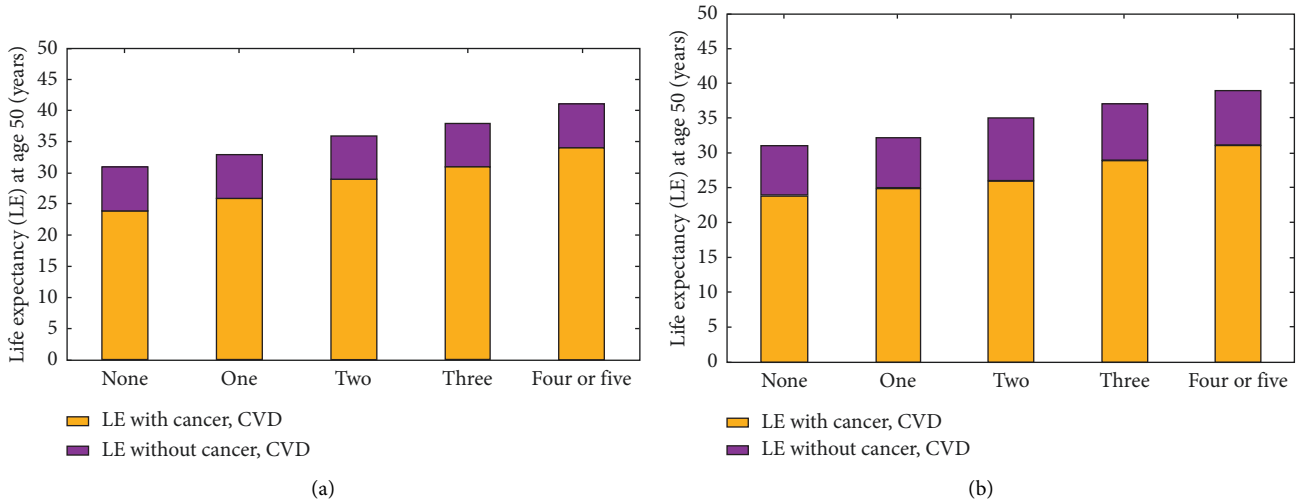 Life expectancy (LE) at age 50 (years)
50
45
40
35
30
25
20
15
10
5
0
None One Two Three Four or five
LE with cancer, CVD
LE without cancer, CVD
(a)
Life expectancy (LE) at age 50 (years)
50
45
40
35
30
25
20
15
10
5
0
None One Two Three Four or five
LE with cancer, CVD
LE without cancer, CVD
(b)